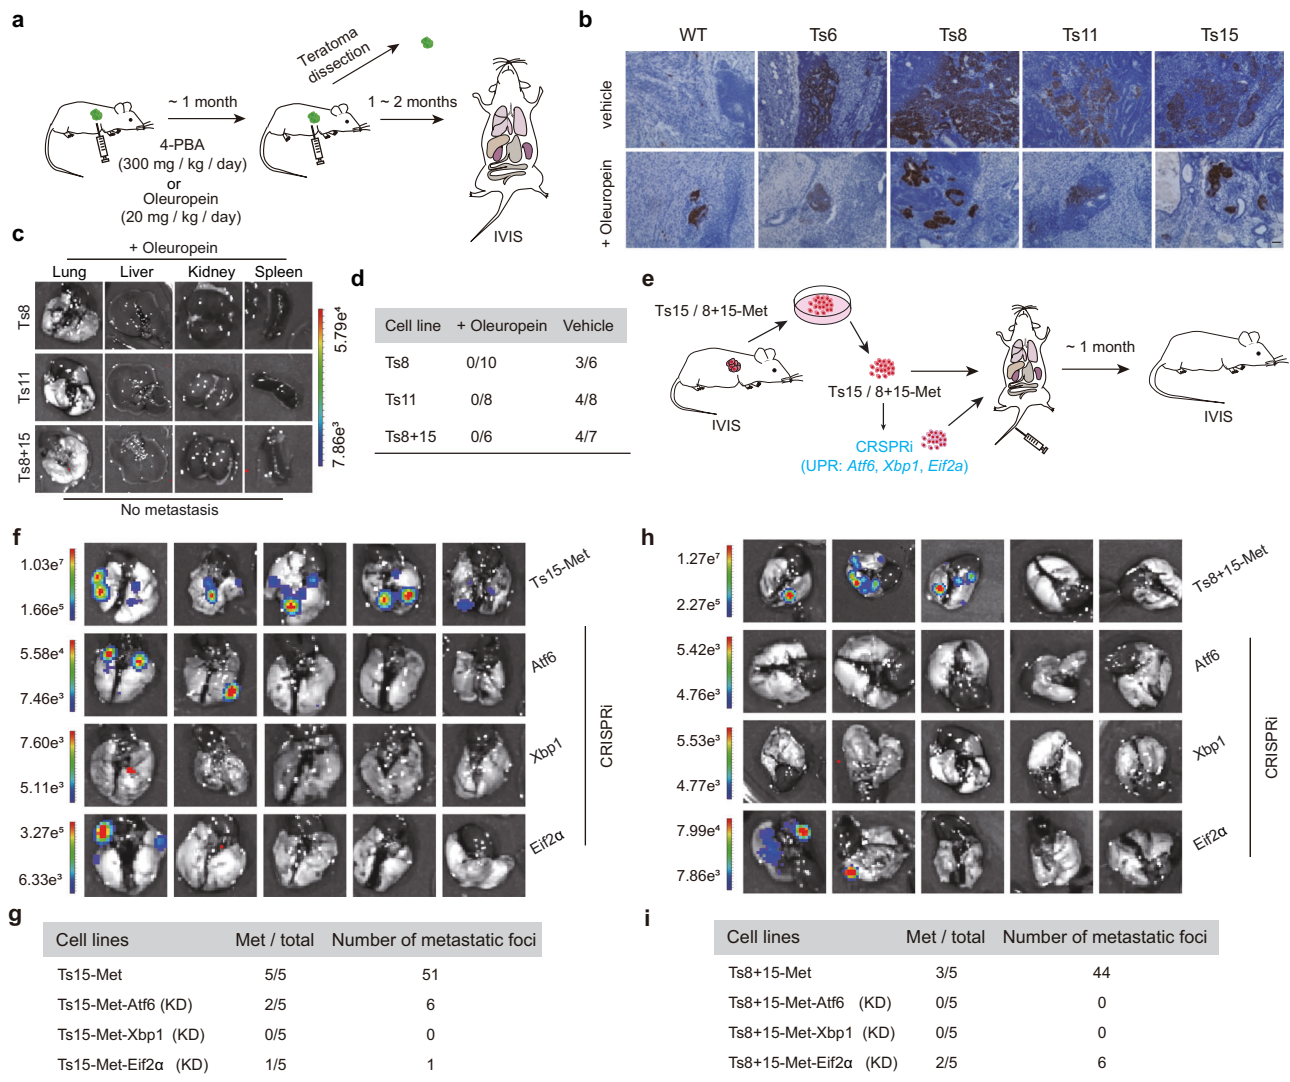 a
Teratoma
dissection
~ 1 month
4-PBA
(300 mg / kg / day)
or
Oleuropein
(20 mg / kg / day)
1 ~ 2 months
IVIS
b
WT
Ts6
Ts8
Ts11
Ts15
vehicle
+ Oleuropein
c
+ Oleuropein
Lung
Liver
Kidney
Spleen
Ts8
Ts11
Ts8+15
No metastasis
5.79e⁴
7.86e³
d
Cell line + Oleuropein Vehicle
Ts8 0/10 3/6
Ts11 0/8 4/8
Ts8+15 0/6 4/7
e
Ts15 / 8+15-Met
IVIS
Ts15 / 8+15-Met
CRSPRi
(UPR: Atf6, Xbp1, Eif2a)
~ 1 month
IVIS
f
1.03e⁷
1.66e⁵
Ts15-Met
5.58e⁴
7.46e³
Atf6
7.60e³
5.11e³
Xbp1
3.27e⁵
6.33e³
Eif2α
CRISPRi
g
Cell lines Met / total Number of metastatic foci
Ts15-Met 5/5 51
Ts15-Met-Atf6 (KD) 2/5 6
Ts15-Met-Xbp1 (KD) 0/5 0
Ts15-Met-Eif2α (KD) 1/5 1
h
1.27e⁷
2.27e⁵
Ts8+15-Met
5.42e³
4.76e³
Atf6
5.53e³
4.77e³
Xbp1
7.99e⁴
7.86e³
Eif2α
CRISPRi
i
Cell lines Met / total Number of metastatic foci
Ts8+15-Met 3/5 44
Ts8+15-Met-Atf6 (KD) 0/5 0
Ts8+15-Met-Xbp1 (KD) 0/5 0
Ts8+15-Met-Eif2α (KD) 2/5 6